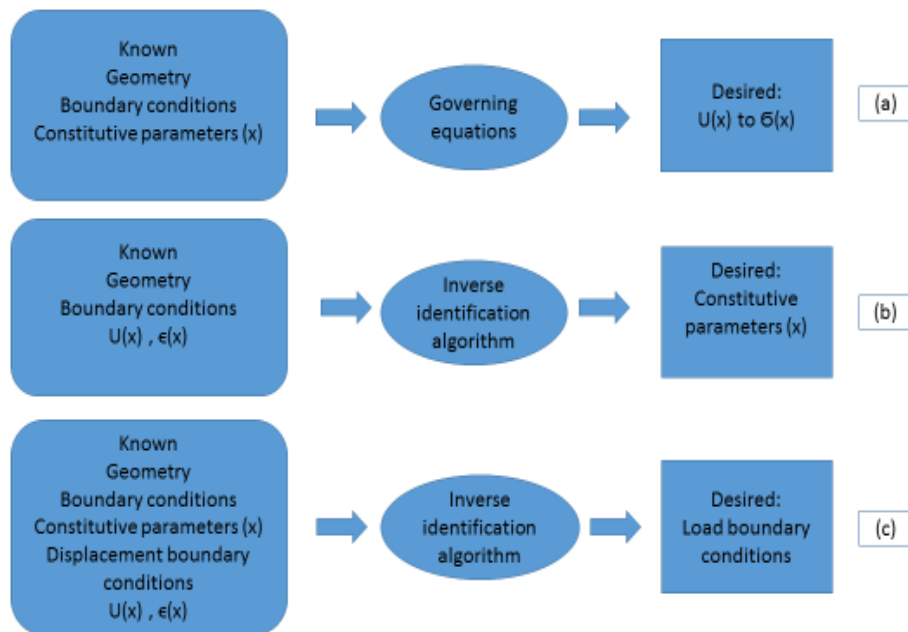 Known
Geometry
Boundary conditions
Constitutive parameters (x)
Governing
equations
Desired:
U(x) to Ϭ(x)
(a)
Known
Geometry
Boundary conditions
U(x) , ϵ(x)
Inverse
identification
algorithm
Desired:
Constitutive
parameters (x)
(b)
Known
Geometry
Boundary conditions
Constitutive parameters (x)
Displacement boundary
conditions
U(x) , ϵ(x)
Inverse
identification
algorithm
Desired:
Load boundary
conditions
(c)